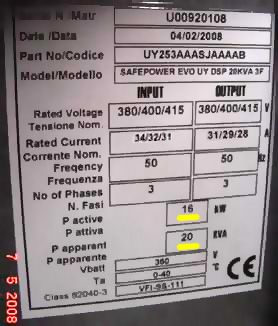 Serial N /Matr U00920108
Date /Data 04/02/2008
Part No/Codice UY253AAASJAAAAB
Model/Modello SAFEPOWER EVO UY DSP 20KVA 3F
INPUT OUTPUT
Rated Voltage 380/400/415 380/400/415 V
Tensione Nom.
Rated Current 34/32/31 31/29/28 A
Corrente Nom.
Freqency 50 50 Hz
Frequenza
No of Phases 3 3
N. Fasi
P active 16 KW
P attiva
P apparent 20 KVA
P apparente
Vbatt 360 V
Ta 0-40 °C
Class 62040-3 VFI-SS-111
CE
7 5 2008